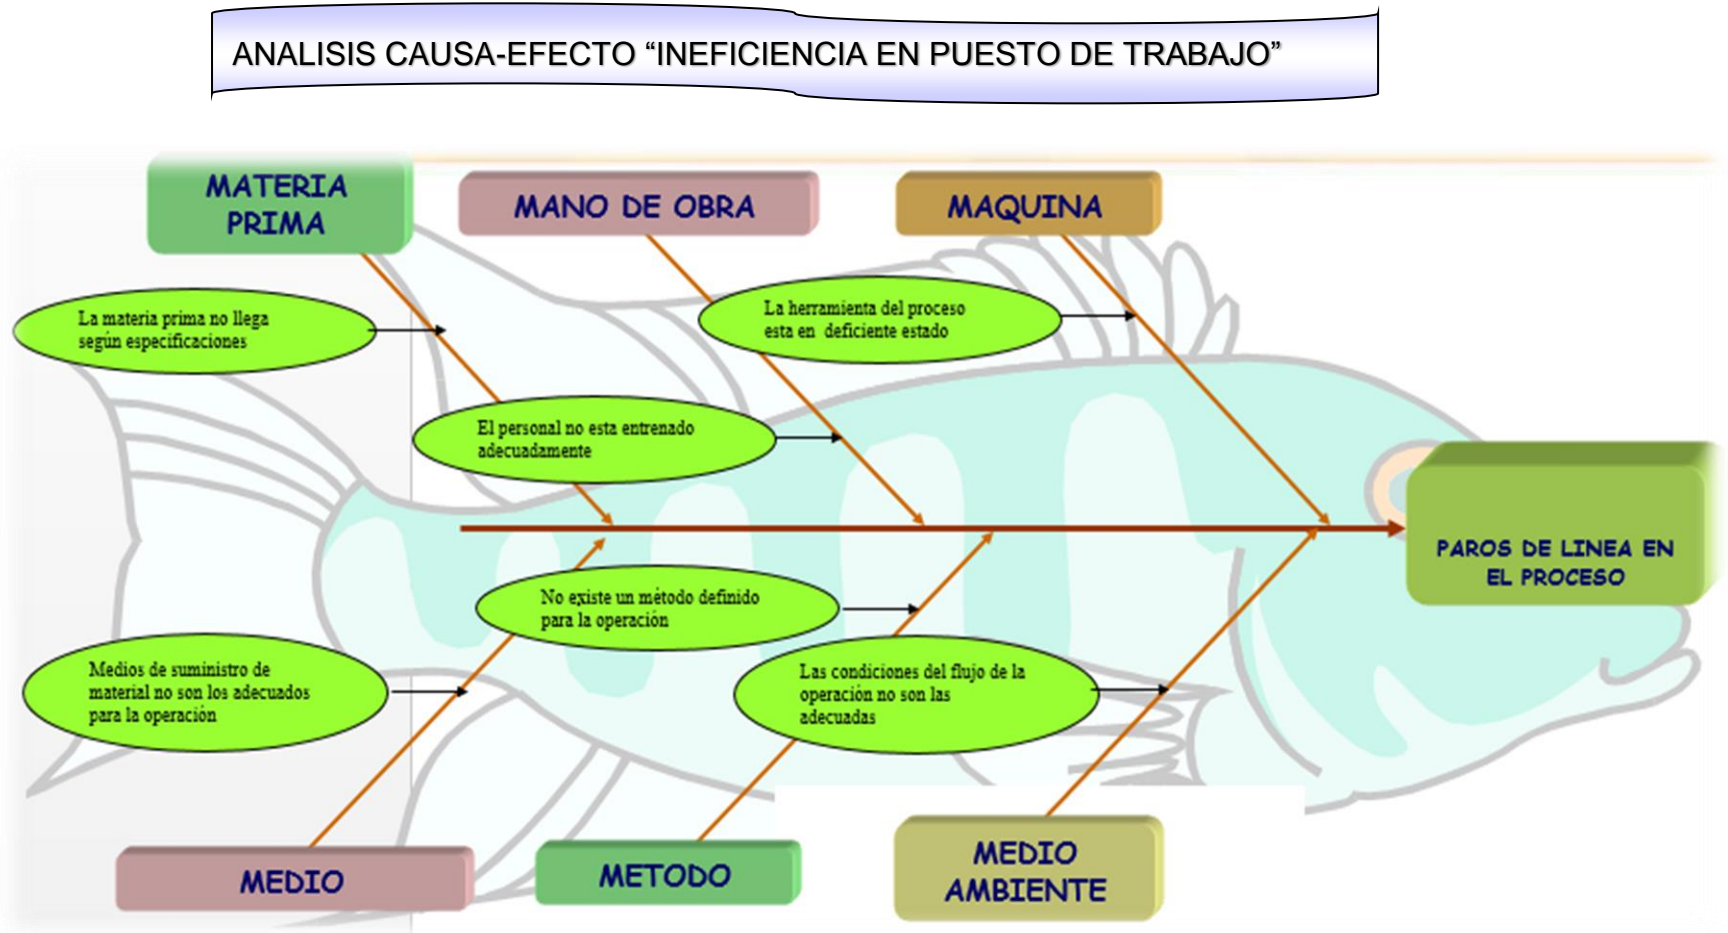 ANALISIS CAUSA-EFECTO “INEFICIENCIA EN PUESTO DE TRABAJO”
MATERIA
PRIMA
MANO DE OBRA
MAQUINA
La materia prima no llega
según especificaciones
La herramienta del proceso
esta en deficiente estado
El personal no esta entrenado
adecuadamente
PAROS DE LINEA EN
EL PROCESO
No existe un método definido
para la operación
Medios de suministro de
material no son los adecuados
para la operación
Las condiciones del flujo de la
operación no son las
adecuadas
MEDIO
METODO
MEDIO
AMBIENTE